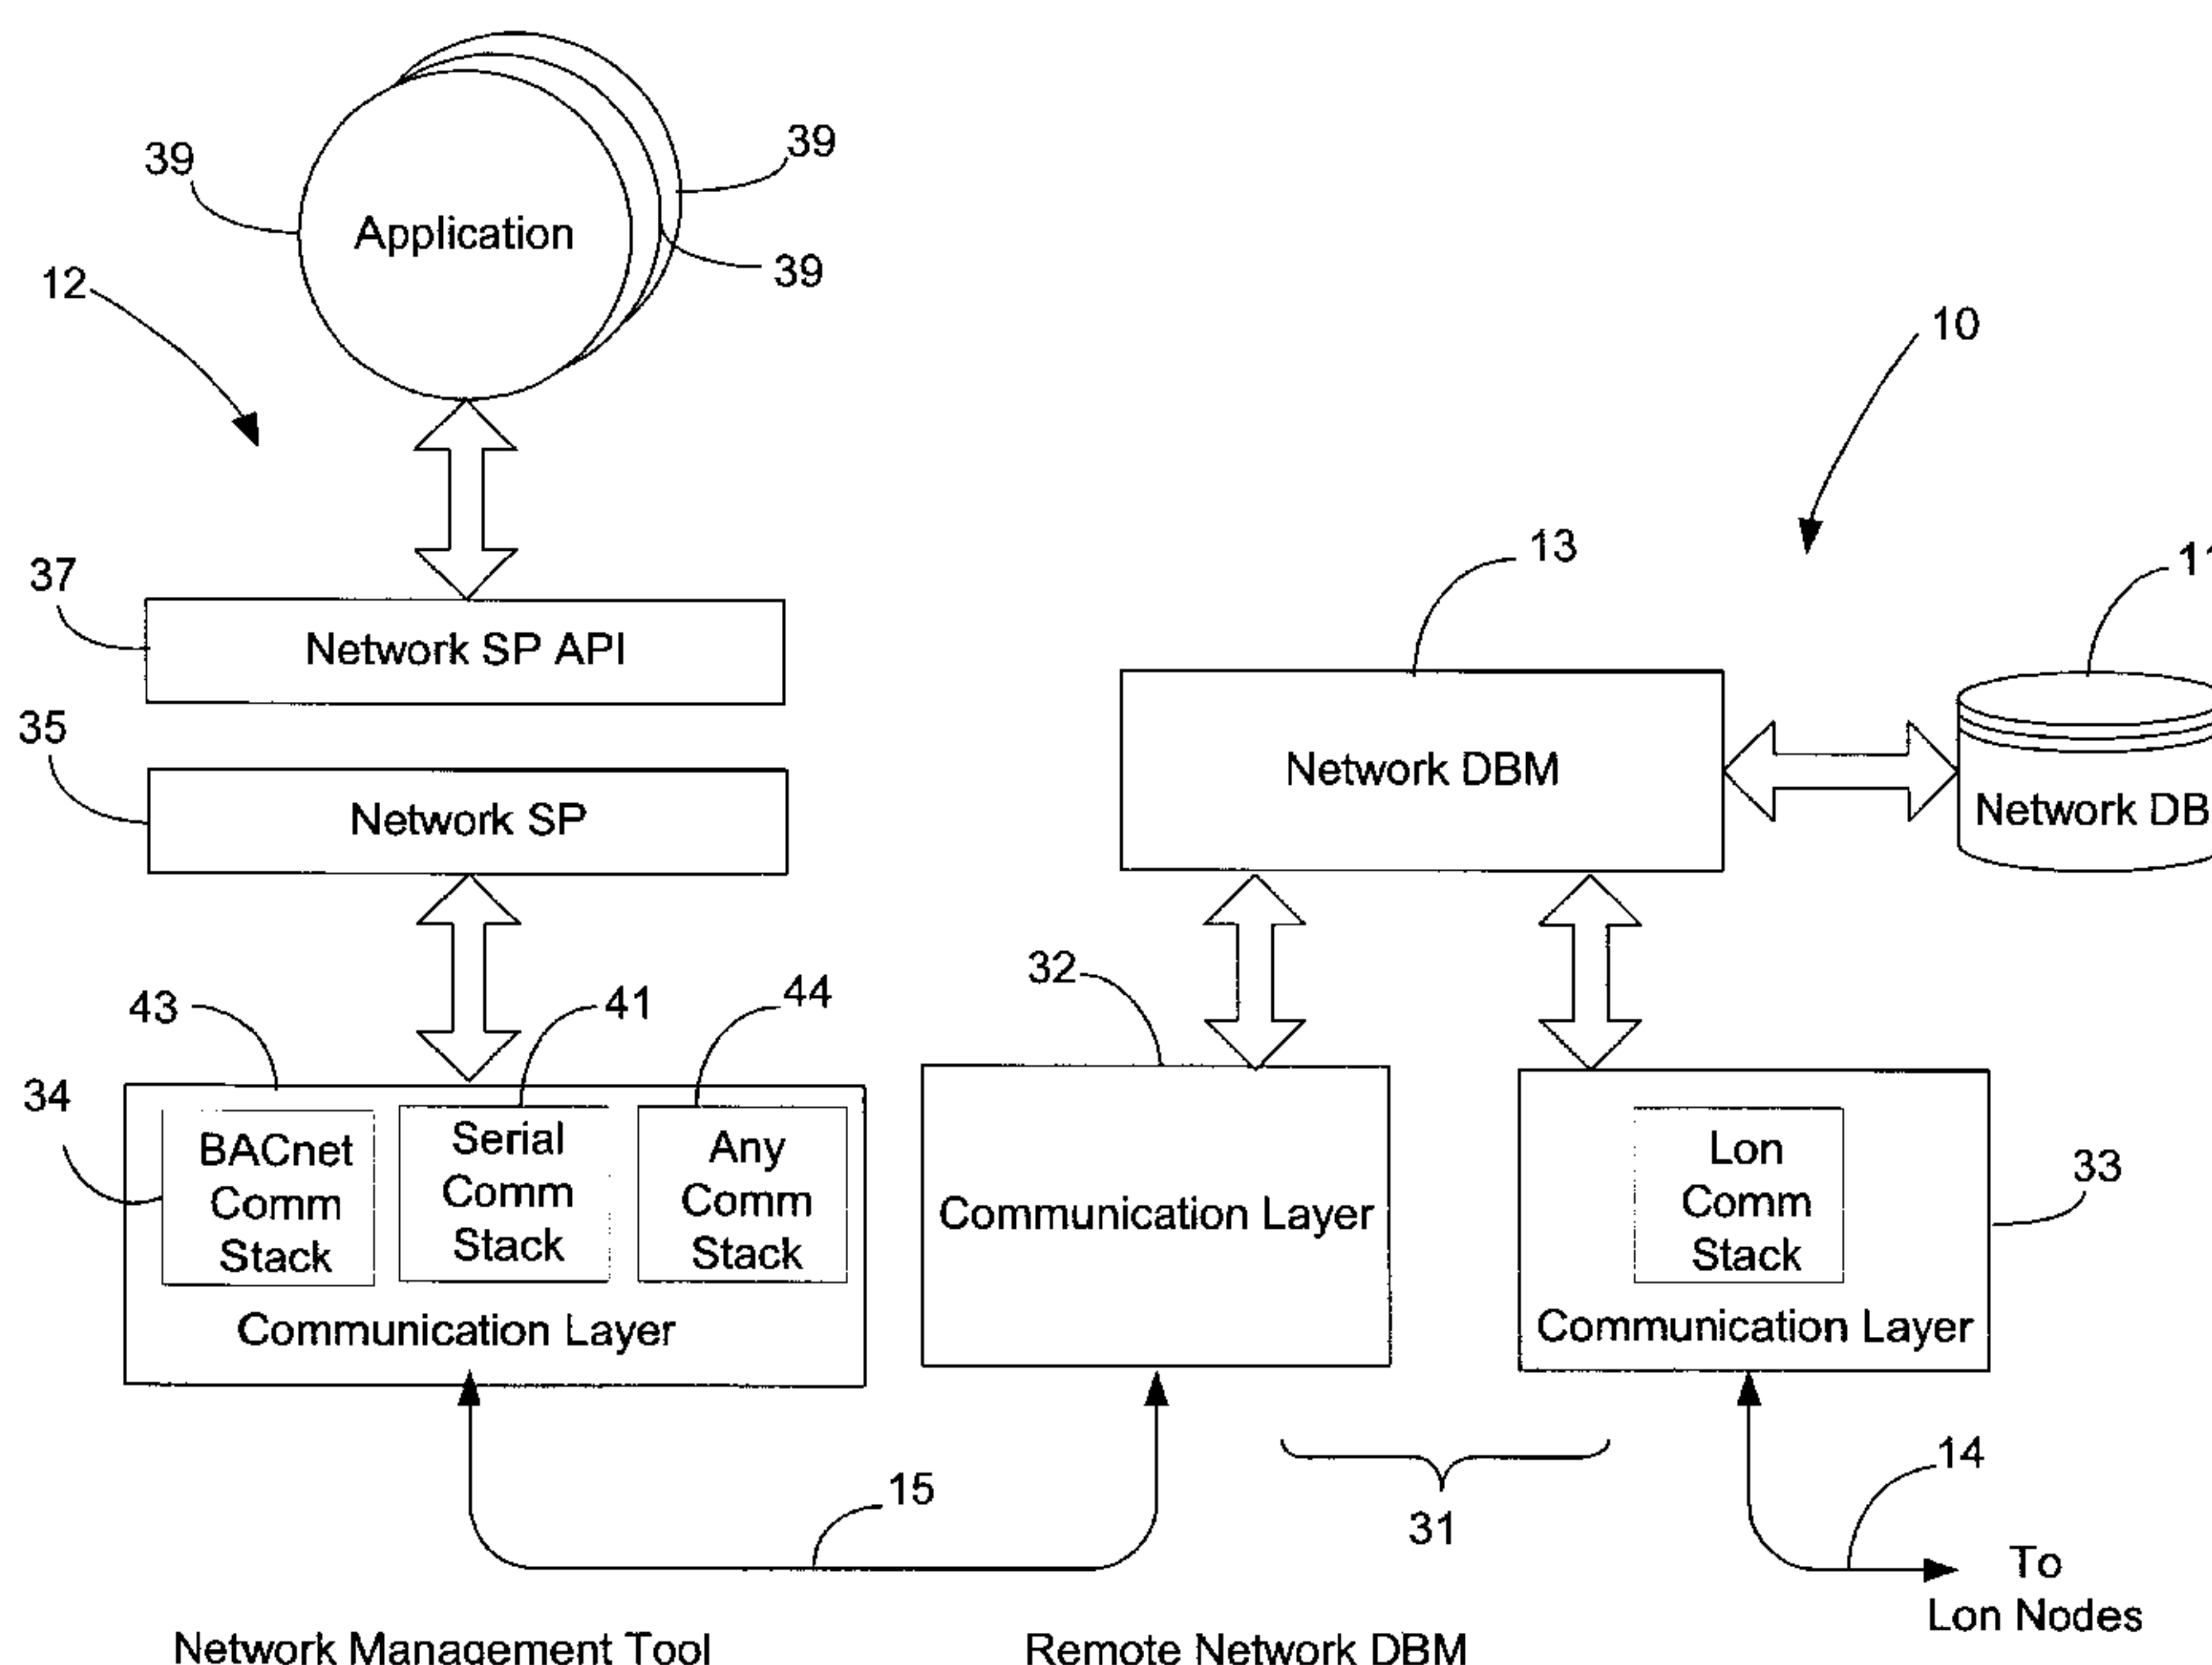 39
39
Application
39
12
10
13
11
37
Network SP API
35
Network SP
Network DBM
Network DB
32
43
41
44
34
BACnet
Comm
Stack
Serial
Comm
Stack
Any
Comm
Stack
Communication Layer
Communication Layer
Lon
Comm
Stack
Communication Layer
33
15
31
14
To
Lon Nodes
Network Management Tool
Remote Network DBM